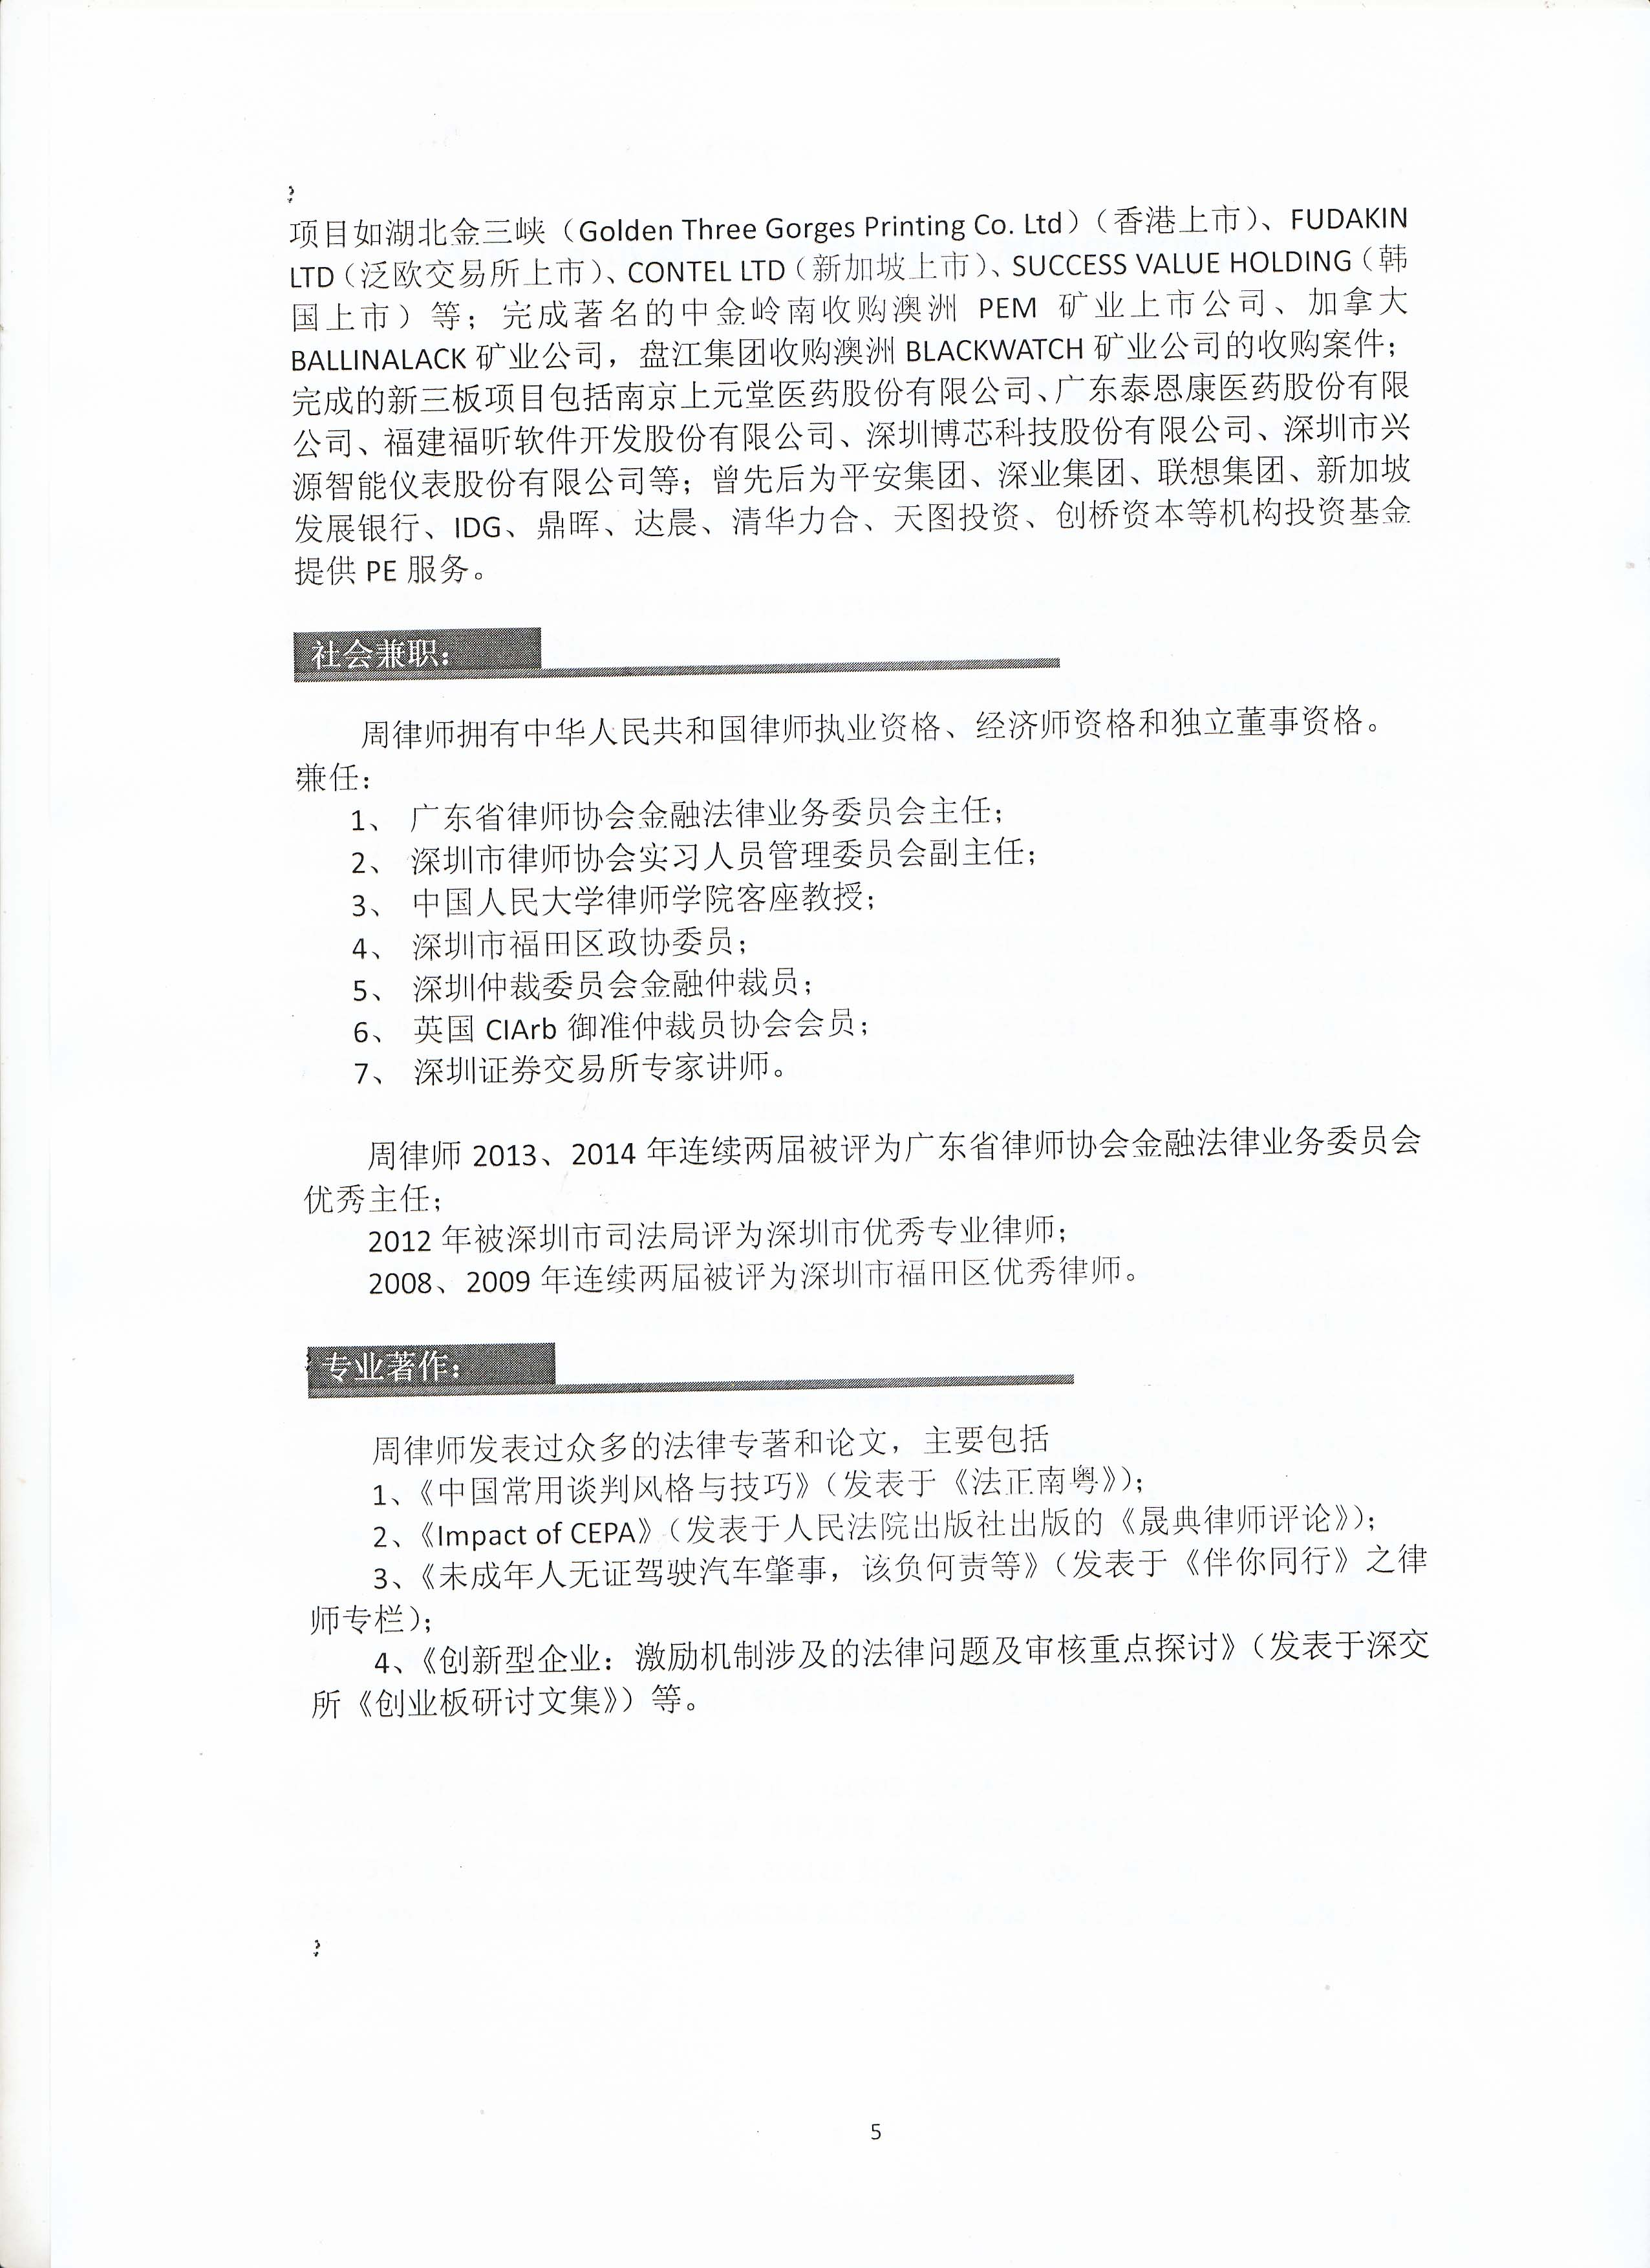 项目如湖北金三峡（Golden Three Gorges Printing Co. Ltd）（香港上市）、FUDAKIN
LTD（泛欧交易所上市）、CONTEL LTD（新加坡上市）、SUCCESS VALUE HOLDING（韩
国上市）等；完成著名的中金岭南收购澳洲 PEM 矿业上市公司、加拿大
BALLINALACK 矿业公司，盘江集团收购澳洲 BLACKWATCH 矿业公司的收购案件；
完成的新三板项目包括南京上元堂医药股份有限公司、广东泰恩康医药股份有限
公司、福建福昕软件开发股份有限公司、深圳博芯科技股份有限公司、深圳市兴
源智能仪表股份有限公司等；曾先后为平安集团、深业集团、联想集团、新加坡
发展银行、IDG、鼎晖、达晨、清华力合、天图投资、创桥资本等机构投资基金
提供 PE 服务。
社会兼职：
周律师拥有中华人民共和国律师执业资格、经济师资格和独立董事资格。
兼任：
1、 广东省律师协会金融法律业务委员会主任；
2、 深圳市律师协会实习人员管理委员会副主任；
3、 中国人民大学律师学院客座教授；
4、 深圳市福田区政协委员；
5、 深圳仲裁委员会金融仲裁员；
6、 英国 CIArb 御准仲裁员协会会员；
7、 深圳证券交易所专家讲师。
周律师 2013、2014 年连续两届被评为广东省律师协会金融法律业务委员会
优秀主任；
2012 年被深圳市司法局评为深圳市优秀专业律师；
2008、2009 年连续两届被评为深圳市福田区优秀律师。
专业著作：
周律师发表过众多的法律专著和论文，主要包括
1、《中国常用谈判风格与技巧》（发表于《法正南粤》）；
2、《Impact of CEPA》（发表于人民法院出版社出版的《晟典律师评论》）；
3、《未成年人无证驾驶汽车肇事，该负何责等》（发表于《伴你同行》之律
师专栏）；
4、《创新型企业：激励机制涉及的法律问题及审核重点探讨》（发表于深交
所《创业板研讨文集》）等。
5